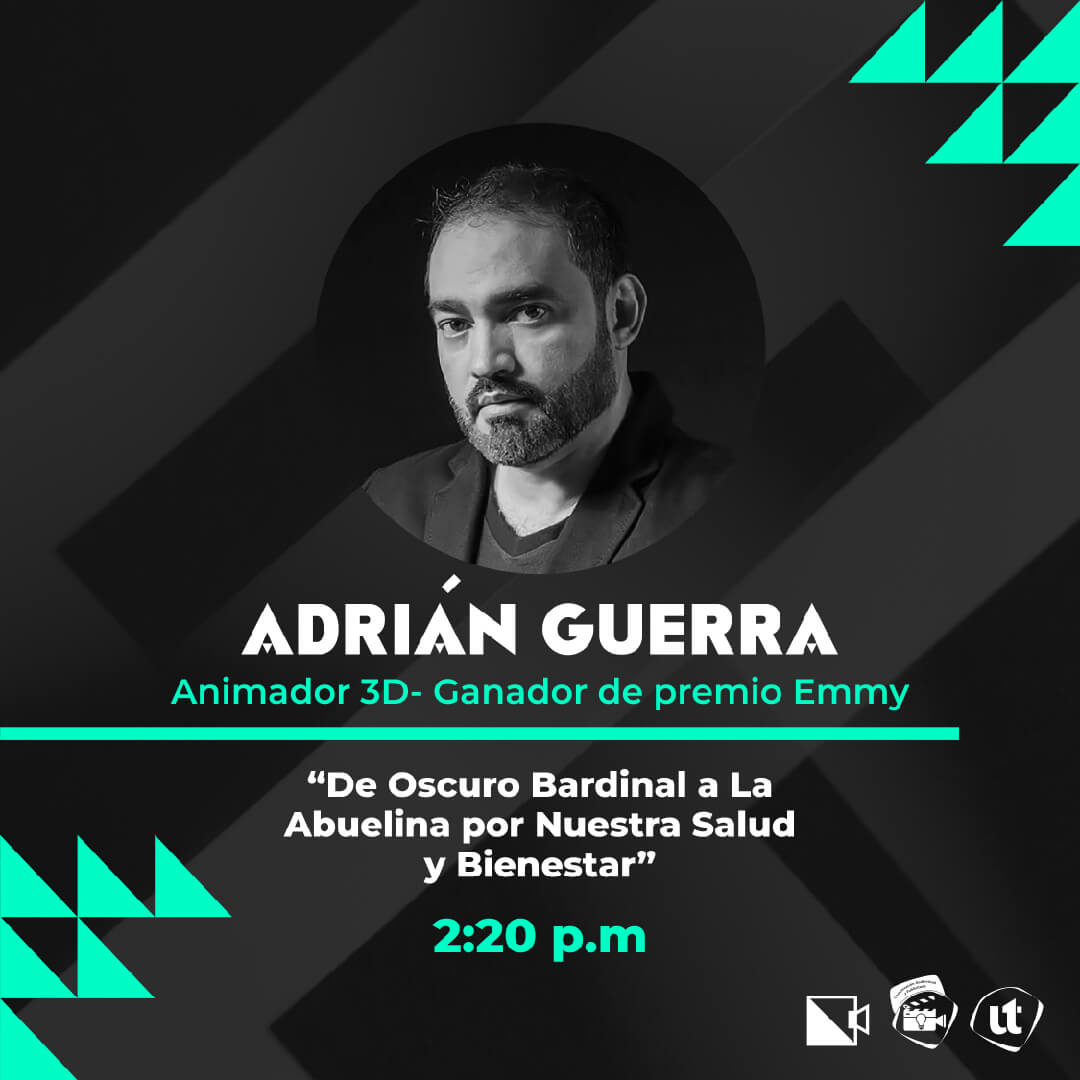 ADRIÁN GUERRA
Animador 3D- Ganador de premio Emmy
“De Oscuro Bardinal a La
Abuelina por Nuestra Salud
y Bienestar”
2:20 p.m
ut